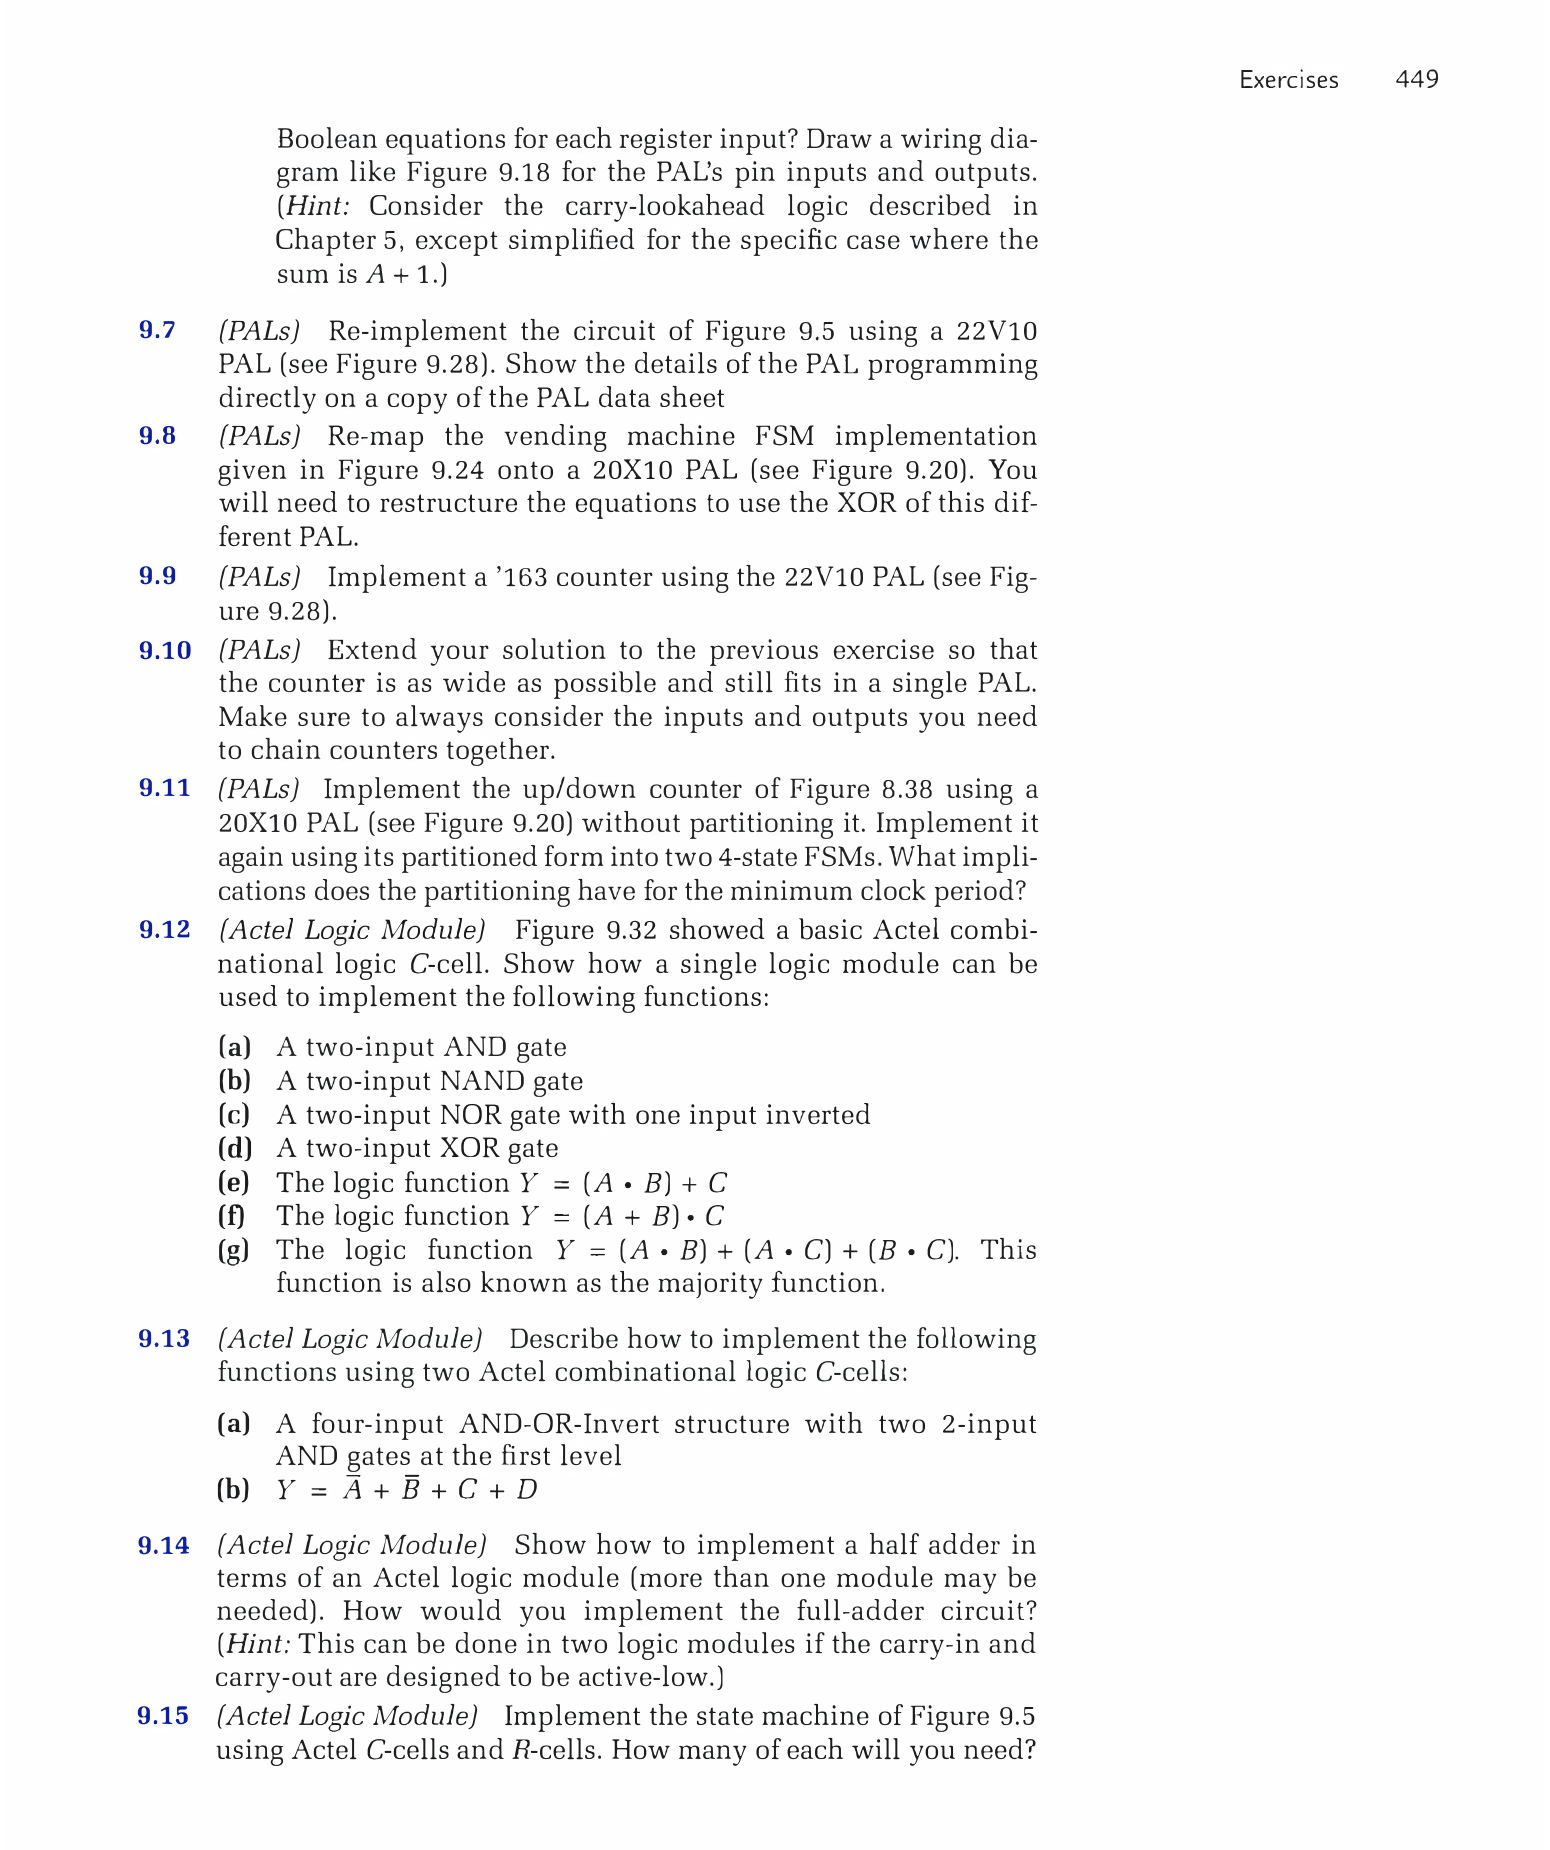 Exercises 449
Boolean equations for each register input? Draw a wiring dia-
gram like Figure 9.18 for the PAL's pin inputs and outputs.
(Hint: Consider the carry-lookahead logic described in
Chapter 5, except simplified for the specific case where the
sum is A + 1.)
9.7 (PALs) Re-implement the circuit of Figure 9.5 using a 22V10
PAL (see Figure 9.28). Show the details of the PAL programming
directly on a copy of the PAL data sheet
9.8 (PALs) Re-map the vending machine FSM implementation
given in Figure 9.24 onto a 20X10 PAL (see Figure 9.20). You
will need to restructure the equations to use the XOR of this dif-
ferent PAL.
9.9 (PALs) Implement a ’163 counter using the 22V10 PAL (see Fig-
ure 9.28).
9.10 (PALs) Extend your solution to the previous exercise so that
the counter is as wide as possible and still fits in a single PAL.
Make sure to always consider the inputs and outputs you need
to chain counters together.
9.11 (PALs) Implement the up/down counter of Figure 8.38 using a
20X10 PAL (see Figure 9.20) without partitioning it. Implement it
again using its partitioned form into two 4-state FSMs. What impli-
cations does the partitioning have for the minimum clock period?
9.12 (Actel Logic Module) Figure 9.32 showed a basic Actel combi-
national logic C-cell. Show how a single logic module can be
used to implement the following functions:
(a) A two-input AND gate
(b) A two-input NAND gate
(c) A two-input NOR gate with one input inverted
(d) A two-input XOR gate
(e) The logic function Y = (A • B) + C
(f) The logic function Y = (A + B) • C
(g) The logic function Y = (A • B) + (A • C) + (B • C). This
function is also known as the majority function.
9.13 (Actel Logic Module) Describe how to implement the following
functions using two Actel combinational logic C-cells:
(a) A four-input AND-OR-Invert structure with two 2-input
AND gates at the first level
(b) Y = A̅ + B̅ + C + D
9.14 (Actel Logic Module) Show how to implement a half adder in
terms of an Actel logic module (more than one module may be
needed). How would you implement the full-adder circuit?
(Hint: This can be done in two logic modules if the carry-in and
carry-out are designed to be active-low.)
9.15 (Actel Logic Module) Implement the state machine of Figure 9.5
using Actel C-cells and R-cells. How many of each will you need?